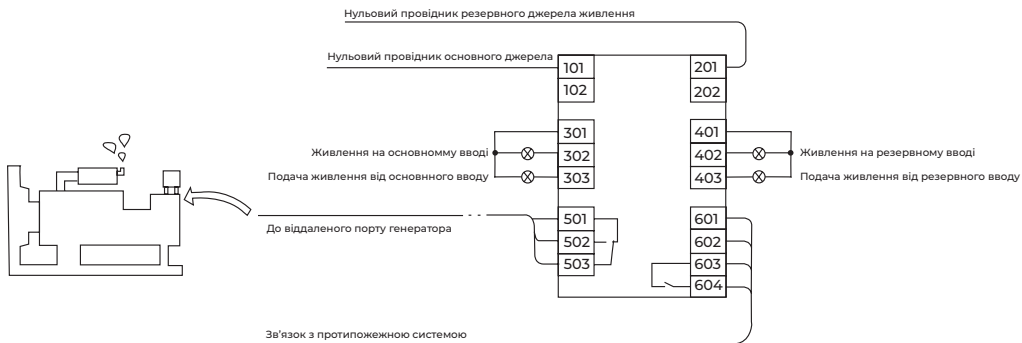 Нульовий провідник резервного джерела живлення
Нульовий провідник основного джерела
101
102
201
202
301
302
303
401
402
403
Живлення на основномму вводі
Подача живлення від основнного вводу
Живлення на резервному вводі
Подача живлення від резервного вводу
501
502
503
601
602
603
604
До віддаленого порту генератора
Зв'язок з протипожежною системою